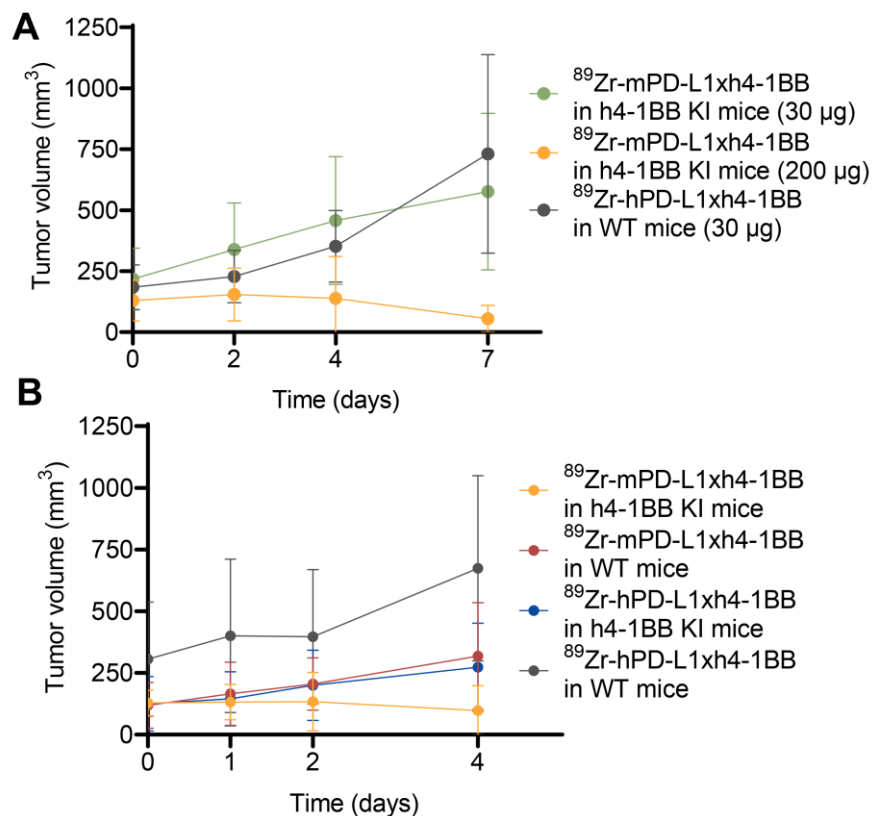 A
1250
1000
750
500
250
0
Tumor volume (mm³)
0 2 4 7
Time (days)
⁸⁹Zr-mPD-L1xh4-1BB
in h4-1BB KI mice (30 µg)
⁸⁹Zr-mPD-L1xh4-1BB
in h4-1BB KI mice (200 µg)
⁸⁹Zr-hPD-L1xh4-1BB
in WT mice (30 µg)
B
1250
1000
750
500
250
0
Tumor volume (mm³)
0 1 2 4
Time (days)
⁸⁹Zr-mPD-L1xh4-1BB
in h4-1BB KI mice
⁸⁹Zr-mPD-L1xh4-1BB
in WT mice
⁸⁹Zr-hPD-L1xh4-1BB
in h4-1BB KI mice
⁸⁹Zr-hPD-L1xh4-1BB
in WT mice